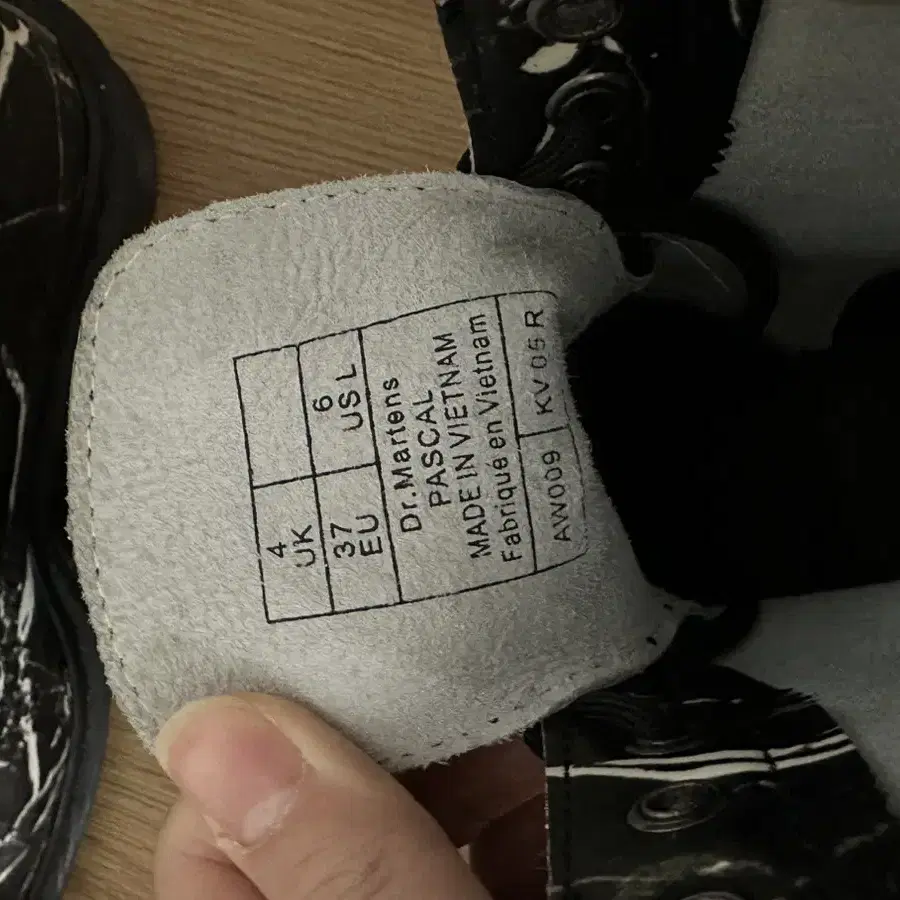 4
UK
37
EU
6
US L
Dr.Martens
PASCAL
MADE IN VIETNAM
Fabriqué en Vietnam
AW009
KV 05 R